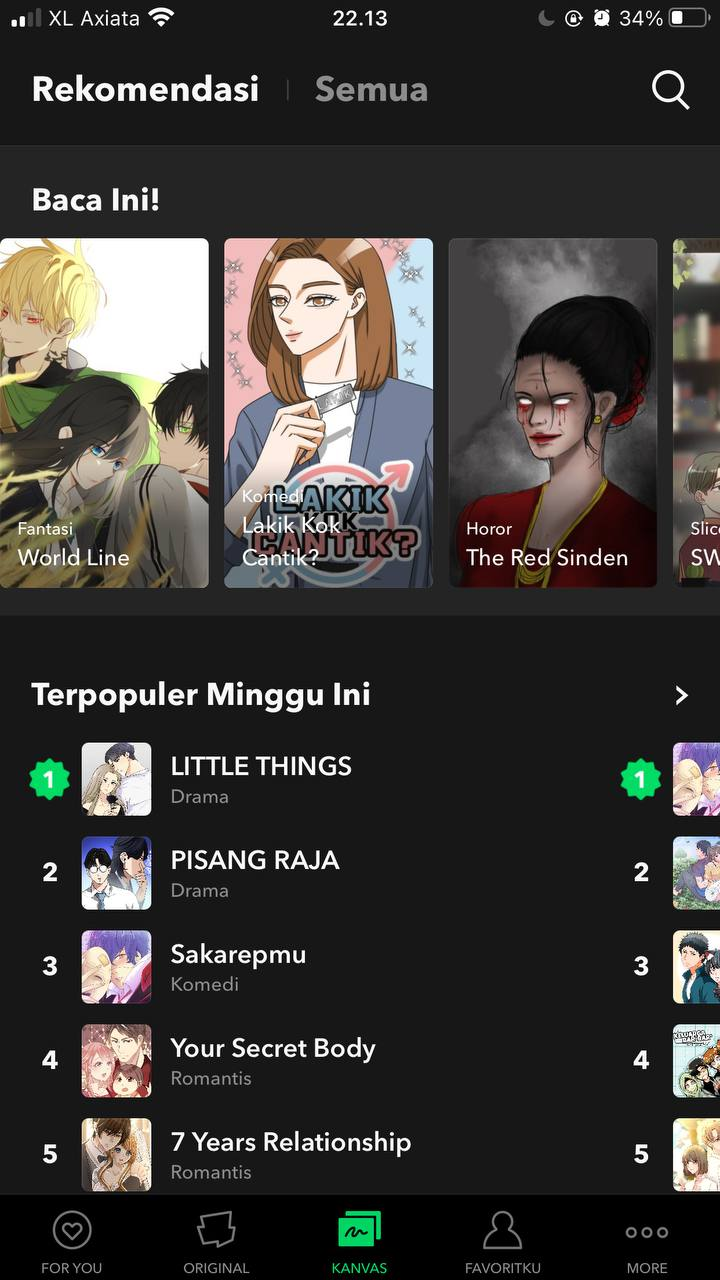 XL Axiata
22.13
34%
Rekomendasi
Semua
Baca Ini!
Fantasi
World Line
LAKIK
KOK
CANTIK?
Komedi
Lakik Kok
Cantik?
Horor
The Red Sinden
Slic
SW
Terpopuler Minggu Ini
1
LITTLE THINGS
Drama
1
2
PISANG RAJA
Drama
2
3
Sakarepmu
Komedi
3
4
Your Secret Body
Romantis
4
5
7 Years Relationship
Romantis
5
FOR YOU
ORIGINAL
KANVAS
FAVORITKU
MORE